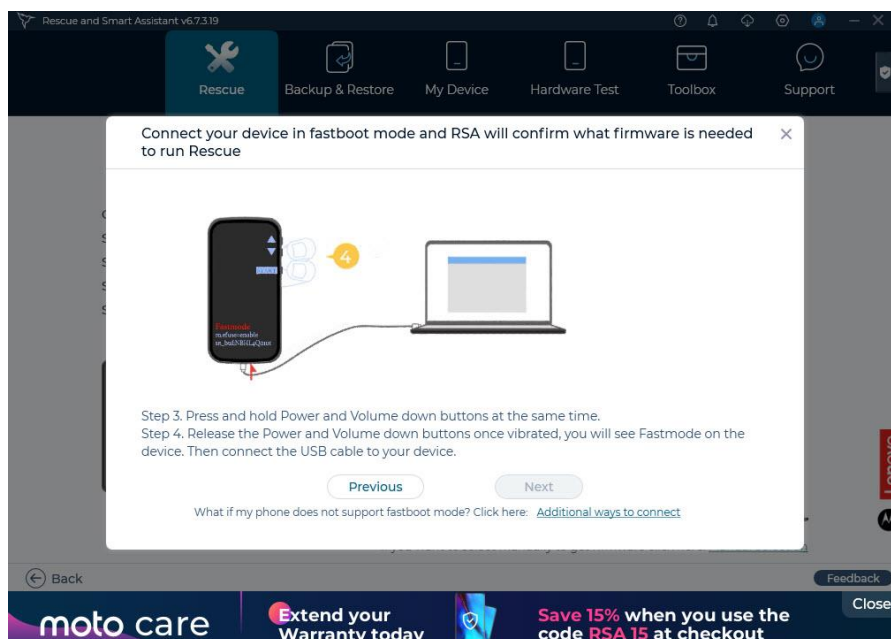 Rescue and Smart Assistant v6.7.3.19
Rescue
Backup & Restore
My Device
Hardware Test
Toolbox
Support
Connect your device in fastboot mode and RSA will confirm what firmware is needed
to run Rescue
4
Fastmode
Step 3. Press and hold Power and Volume down buttons at the same time.
Step 4. Release the Power and Volume down buttons once vibrated, you will see Fastmode on the
device. Then connect the USB cable to your device.
Previous
Next
What if my phone does not support fastboot mode? Click here: Additional ways to connect
Lenovo
Back
Feedback
Close
moto care
Extend your
Warranty today
Save 15% when you use the
code RSA 15 at checkout